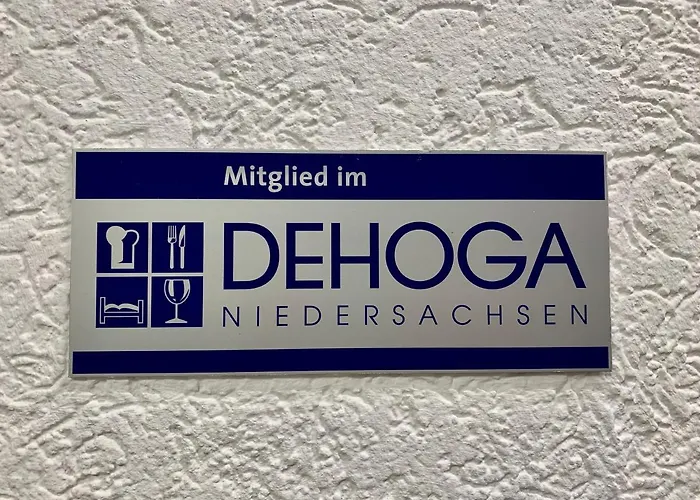 Mitglied im
DEHOGA
NIEDERSACHSEN